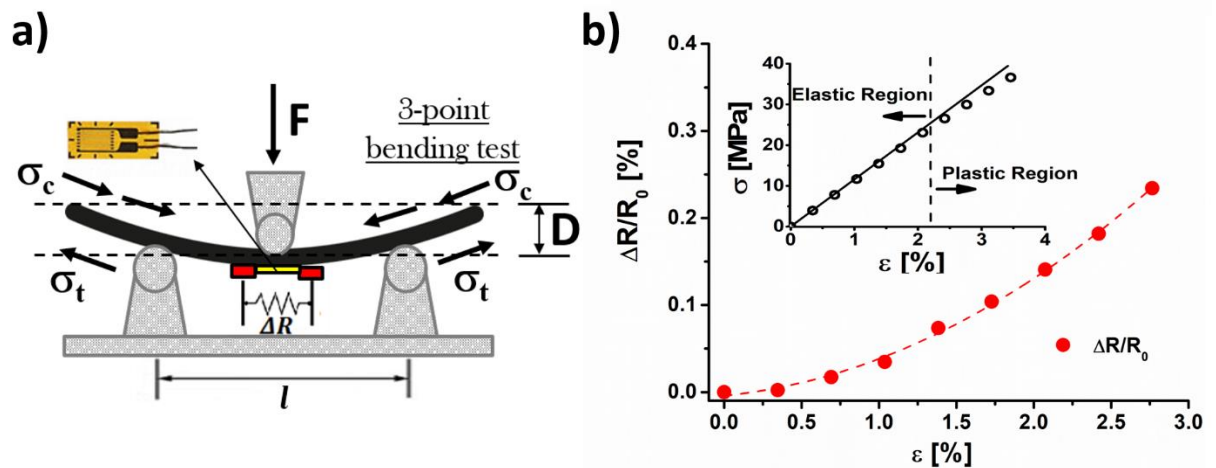 a)
F
3-point
bending test
σc
σc
D
σt
σt
ΔR
l
b)
0.4
0.3
0.2
0.1
0.0
ΔR/R0 [%]
0.0
0.5
1.0
1.5
2.0
2.5
3.0
ε [%]
ΔR/R0
40
30
20
10
0
σ [MPa]
Elastic Region
Plastic Region
0
1
2
3
4
ε [%]